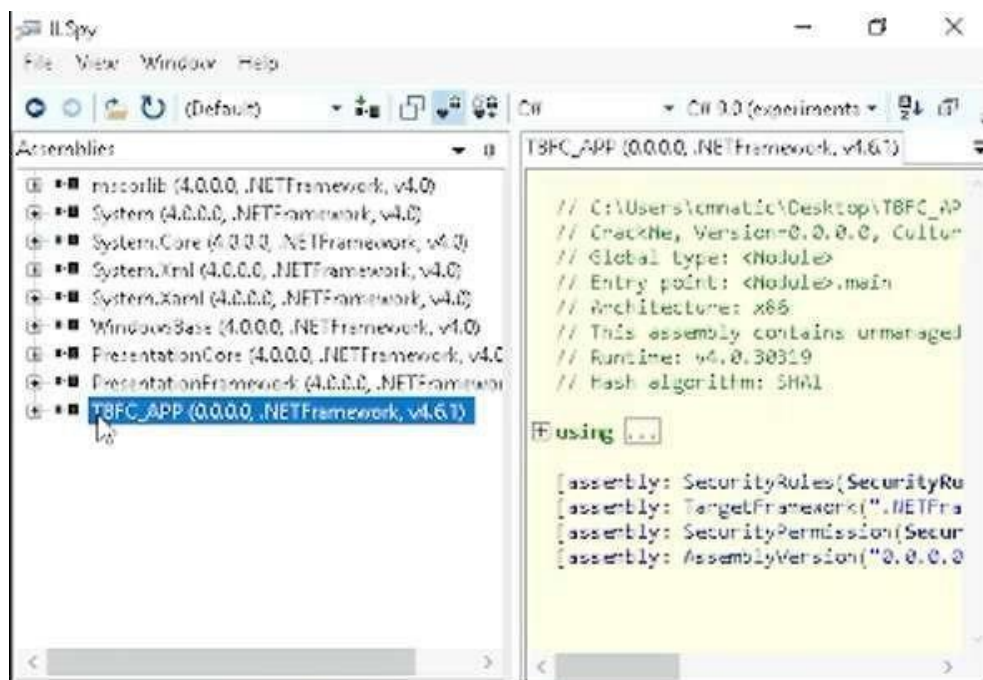 ILSpy
File View Window Help
(Default) C# C# 9.0 (experimenta
Assemblies
mscorlib (4.0.0.0, .NETFramework, v4.0)
System (4.0.0.0, .NETFramework, v4.0)
System.Core (4.0.0.0, .NETFramework, v4.0)
System.Xml (4.0.0.0, .NETFramework, v4.0)
System.Xaml (4.0.0.0, .NETFramework, v4.0)
WindowsBase (4.0.0.0, .NETFramework, v4.0)
PresentationCore (4.0.0.0, .NETFramework, v4.0
PresentationFramework (4.0.0.0, .NETFramewor
TBFC_APP (0.0.0.0, .NETFramework, v4.6.1)
TBFC_APP (0.0.0.0, .NETFramework, v4.6.1)
// C:\Users\cmnatic\Desktop\TBFC_AP
// CrackMe, Version=0.0.0.0, Cultur
// Global type: <Module>
// Entry point: <Module>.main
// Architecture: x86
// This assembly contains unmanaged
// Runtime: v4.0.30319
// Hash algorithm: SHA1
using ...
[assembly: SecurityRules(SecurityRu
[assembly: TargetFramework(".NETFra
[assembly: SecurityPermission(Secur
[assembly: AssemblyVersion("0.0.0.0